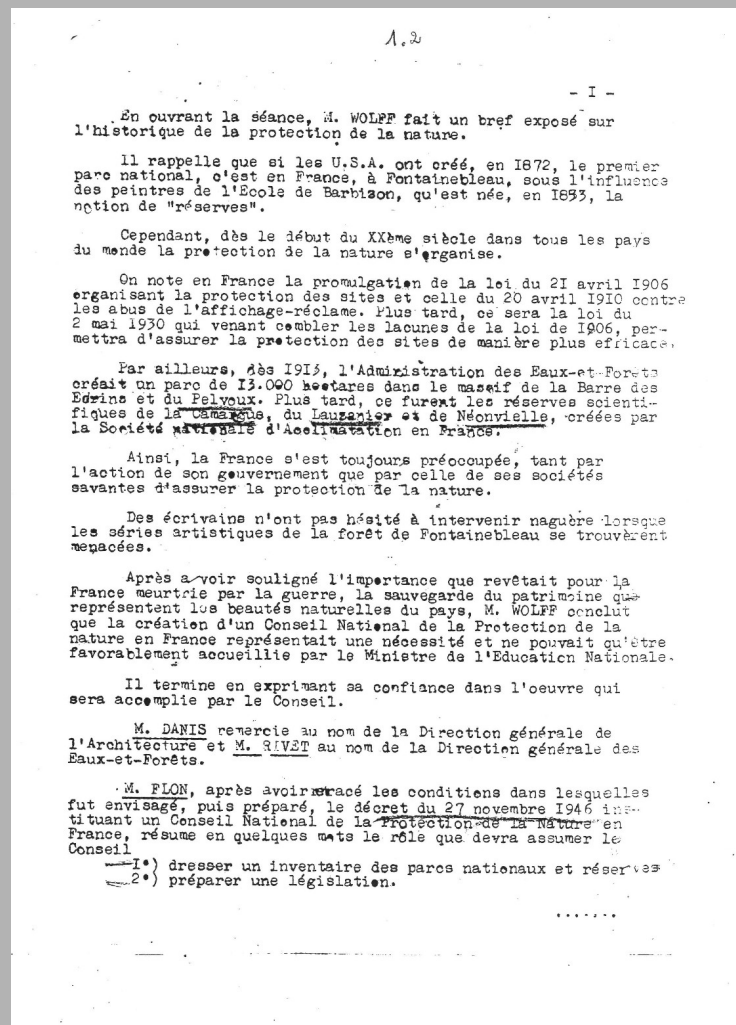 1.2
- I -
En ouvrant la séance, M. WOLFF fait un bref exposé sur
l'historique de la protection de la nature.
Il rappelle que si les U.S.A. ont créé, en I872, le premier
parc national, c'est en France, à Fontainebleau, sous l'influence
des peintres de l'Ecole de Barbizon, qu'est née, en I853, la
notion de "réserves".
Cependant, dès le début du XXème siècle dans tous les pays
du monde la protection de la nature s'organise.
On note en France la promulgation de la loi du 2I avril I906
organisant la protection des sites et celle du 20 avril I9I0 contre
les abus de l'affichage-réclame. Plus tard, ce sera la loi du
2 mai I930 qui venant combler les lacunes de la loi de I906, per-
mettra d'assurer la protection des sites de manière plus efficace.
Par ailleurs, dès I9I3, l'Administration des Eaux-et-Forêts
créait un parc de I3.000 hectares dans le massif de la Barre des
Edrins et du Pelvoux. Plus tard, ce furent les réserves scienti-
fiques de la Camargue, du Lauzanier et de Néonvielle, créées par
la Société nationale d'Acclimatation en France.
Ainsi, la France s'est toujours préoccupée, tant par
l'action de son gouvernement que par celle de ses sociétés
savantes d'assurer la protection de la nature.
Des écrivains n'ont pas hésité à intervenir naguère lorsque
les séries artistiques de la forêt de Fontainebleau se trouvèrent
menacées.
Après avoir souligné l'importance que revêtait pour la
France meurtrie par la guerre, la sauvegarde du patrimoine que
représentent les beautés naturelles du pays, M. WOLFF conclut
que la création d'un Conseil National de la Protection de la
nature en France représentait une nécessité et ne pouvait qu'être
favorablement accueillie par le Ministre de l'Education Nationale.
Il termine en exprimant sa confiance dans l'oeuvre qui
sera accomplie par le Conseil.
M. DANIS remercie au nom de la Direction générale de
l'Architecture et M. RIVET au nom de la Direction générale des
Eaux-et-Forêts.
M. FLON, après avoir retracé les conditions dans lesquelles
fut envisagé, puis préparé, le décret du 27 novembre I946 ins-
tituant un Conseil National de la Protection de la Nature en
France, résume en quelques mots le rôle que devra assumer le
Conseil
I°) dresser un inventaire des parcs nationaux et réserves
2°) préparer une législation.
.......